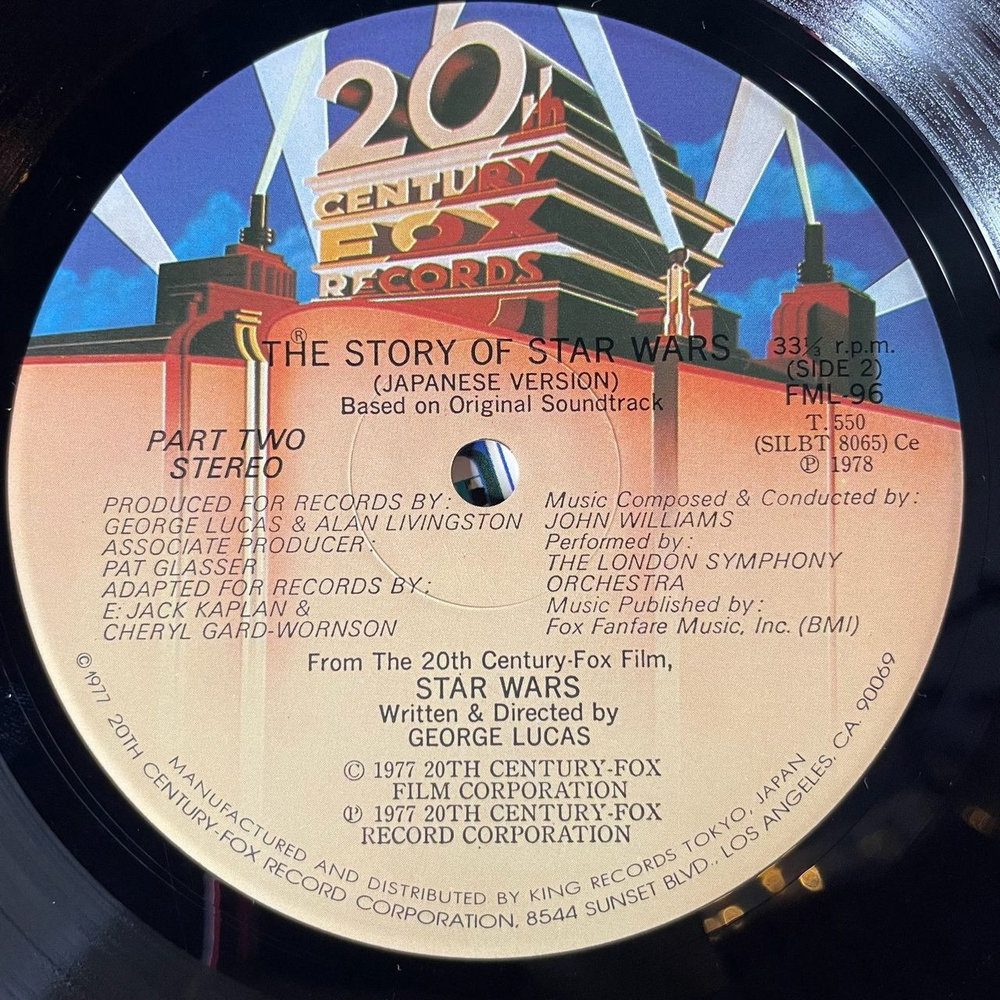 20th
CENTURY
FOX
RECORDS
®
THE STORY OF STAR WARS
(JAPANESE VERSION)
Based on Original Soundtrack
33⅓ r.p.m.
(SIDE 2)
FML-96
T. 550
(SILBT 8065) Ce
℗ 1978
PART TWO
STEREO
PRODUCED FOR RECORDS BY:
GEORGE LUCAS & ALAN LIVINGSTON
ASSOCIATE PRODUCER
PAT GLASSER
ADAPTED FOR RECORDS BY:
E: JACK KAPLAN &
CHERYL GARD-WORNSON
Music Composed & Conducted by:
JOHN WILLIAMS
Performed by:
THE LONDON SYMPHONY
ORCHESTRA
Music Published by:
Fox Fanfare Music, Inc. (BMI)
From The 20th Century-Fox Film,
STAR WARS
Written & Directed by
GEORGE LUCAS
© 1977 20TH CENTURY-FOX
FILM CORPORATION
℗ 1977 20TH CENTURY-FOX
RECORD CORPORATION
MANUFACTURED AND DISTRIBUTED BY KING RECORDS TOKYO, JAPAN
© 1977 20TH CENTURY-FOX RECORD CORPORATION, 8544 SUNSET BLVD., LOS ANGELES, CA. 90069